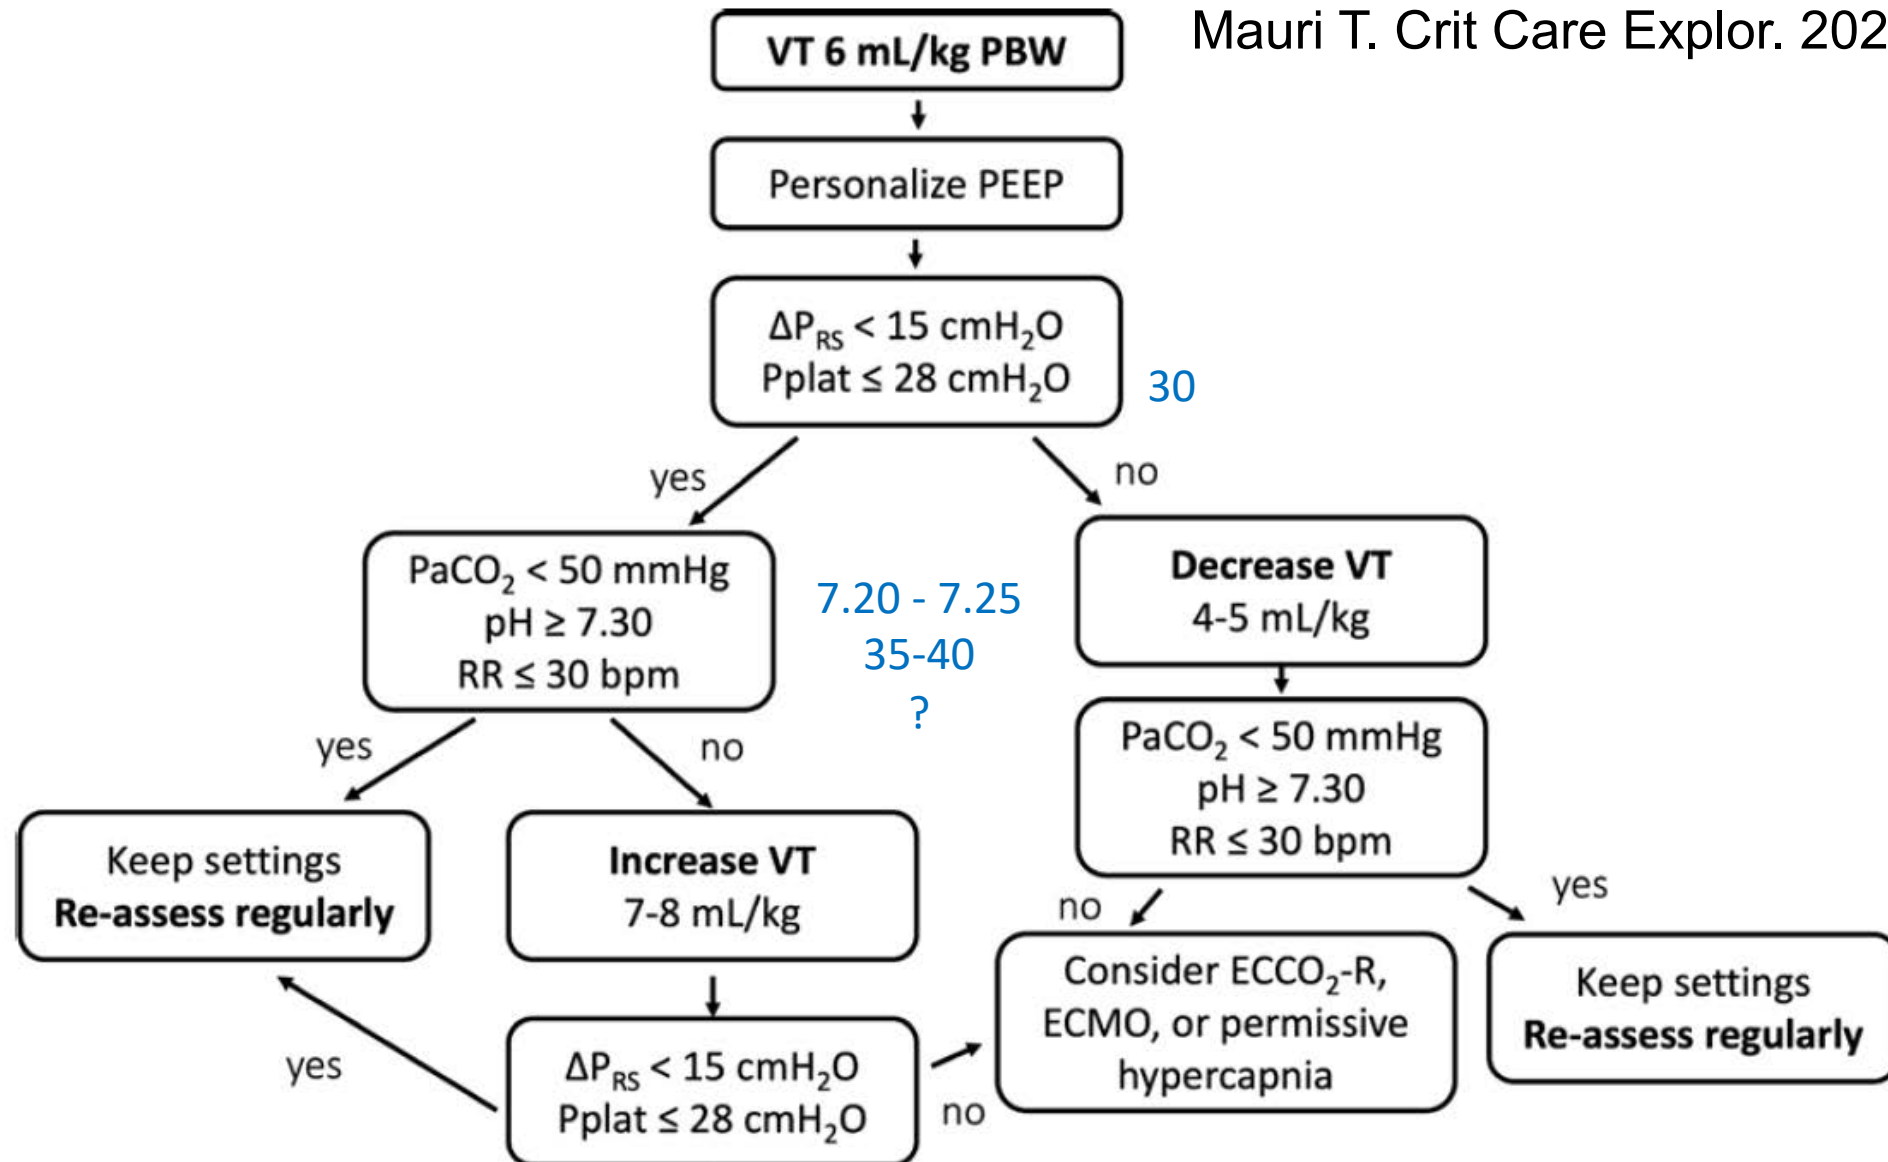 Mauri T. Crit Care Explor. 202
VT 6 mL/kg PBW
Personalize PEEP
ΔP_RS < 15 cmH₂O
Pplat ≤ 28 cmH₂O
30
yes
no
PaCO₂ < 50 mmHg
pH ≥ 7.30
RR ≤ 30 bpm
7.20 - 7.25
35-40
?
Decrease VT
4-5 mL/kg
PaCO₂ < 50 mmHg
pH ≥ 7.30
RR ≤ 30 bpm
yes
no
Keep settings
Re-assess regularly
Increase VT
7-8 mL/kg
no
yes
Consider ECCO₂-R,
ECMO, or permissive
hypercapnia
Keep settings
Re-assess regularly
yes
ΔP_RS < 15 cmH₂O
Pplat ≤ 28 cmH₂O
no